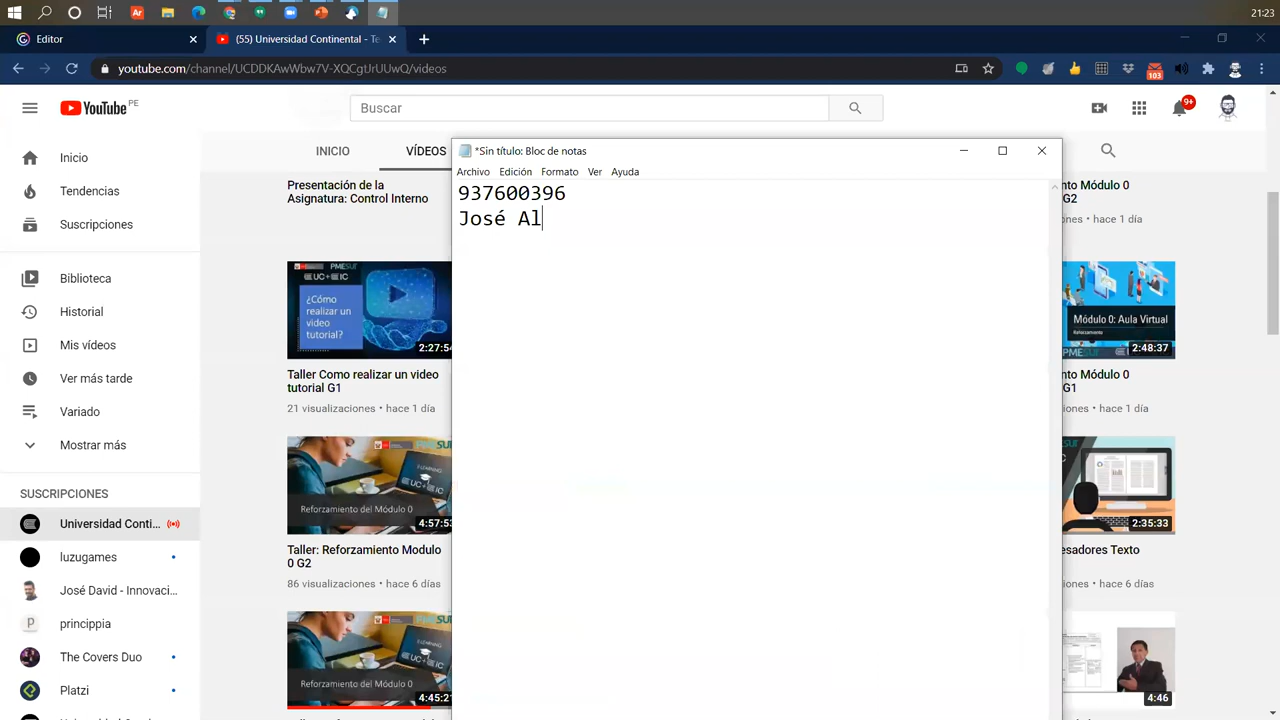 21:23
Editor
(55) Universidad Continental - Te
youtube.com/channel/UCDDKAwWbw7V-XQCgtJrUUwQ/videos
103
YouTube PE
Buscar
9+
Inicio
Tendencias
Suscripciones
Biblioteca
Historial
Mis vídeos
Ver más tarde
Variado
Mostrar más
SUSCRIPCIONES
Universidad Conti...
luzugames
José David - Innovaci...
princippia
The Covers Duo
Platzi
INICIO
VÍDEOS
Presentación de la
Asignatura: Control Interno
¿Cómo
realizar un
video
tutorial?
2:27:54
Taller Como realizar un video
tutorial G1
21 visualizaciones • hace 1 día
Reforzamiento del Módulo 0
4:57:53
Taller: Reforzamiento Modulo
0 G2
86 visualizaciones • hace 6 días
Reforzamiento del Módulo 0
4:45:21
*Sin título: Bloc de notas
Archivo
Edición
Formato
Ver
Ayuda
937600396
José Al
nto Módulo 0
G2
ones • hace 1 día
Módulo 0: Aula Virtual
Reforzamiento
2:48:37
nto Módulo 0
G1
iones • hace 1 día
2:35:33
esadores Texto
iones • hace 6 días
4:46